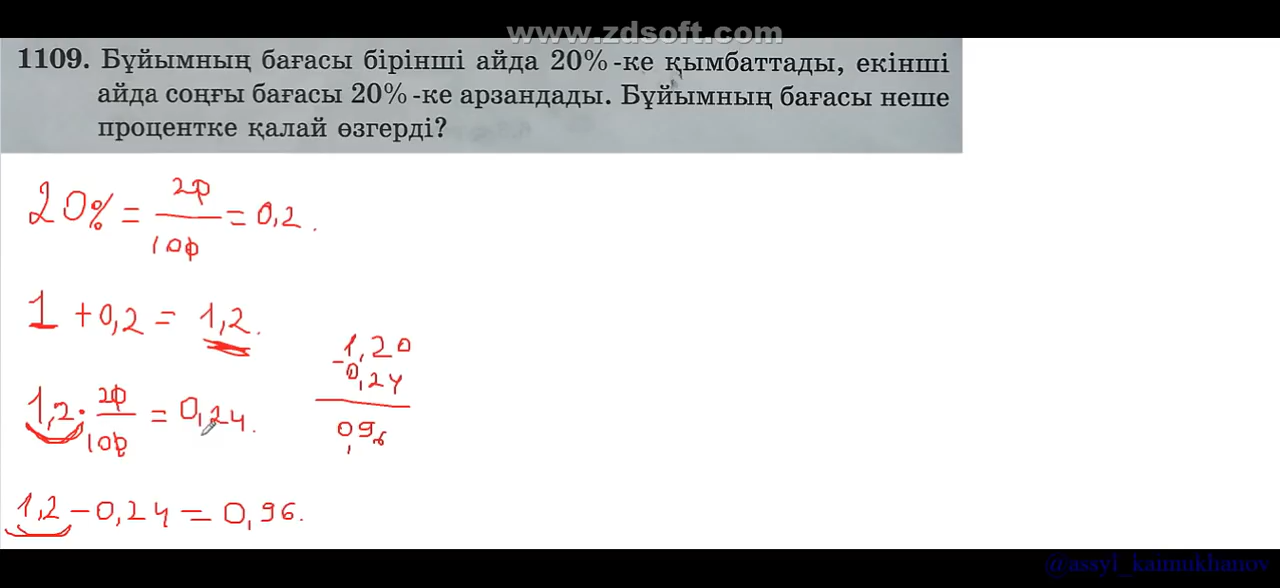 www.zdsoft.com
1109. Бұйымның бағасы бірінші айда 20%-ке қымбаттады, екінші
айда соңғы бағасы 20%-ке арзандады. Бұйымның бағасы неше
процентке қалай өзгерді?
20% = 20/100 = 0,2.
1 + 0,2 = 1,2.
1,20
-0,24
0,96
1,2 · 20/100 = 0,24.
1,2 - 0,24 = 0,96.
@assyl_kaimukhanov